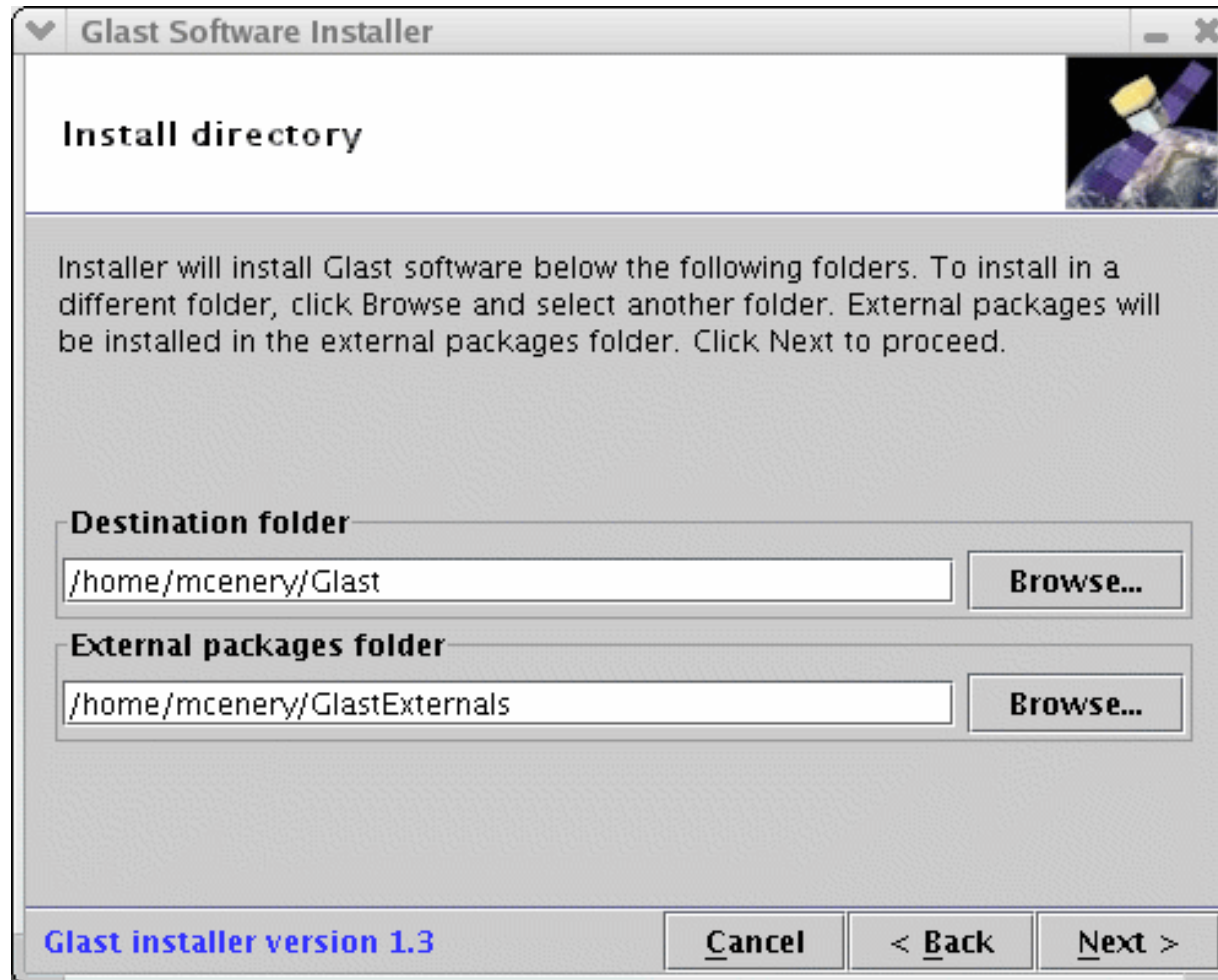 Glast Software Installer
Install directory
Installer will install Glast software below the following folders. To install in a
different folder, click Browse and select another folder. External packages will
be installed in the external packages folder. Click Next to proceed.
Destination folder
/home/mcenery/Glast
Browse...
External packages folder
/home/mcenery/GlastExternals
Browse...
Glast installer version 1.3
Cancel
< Back
Next >